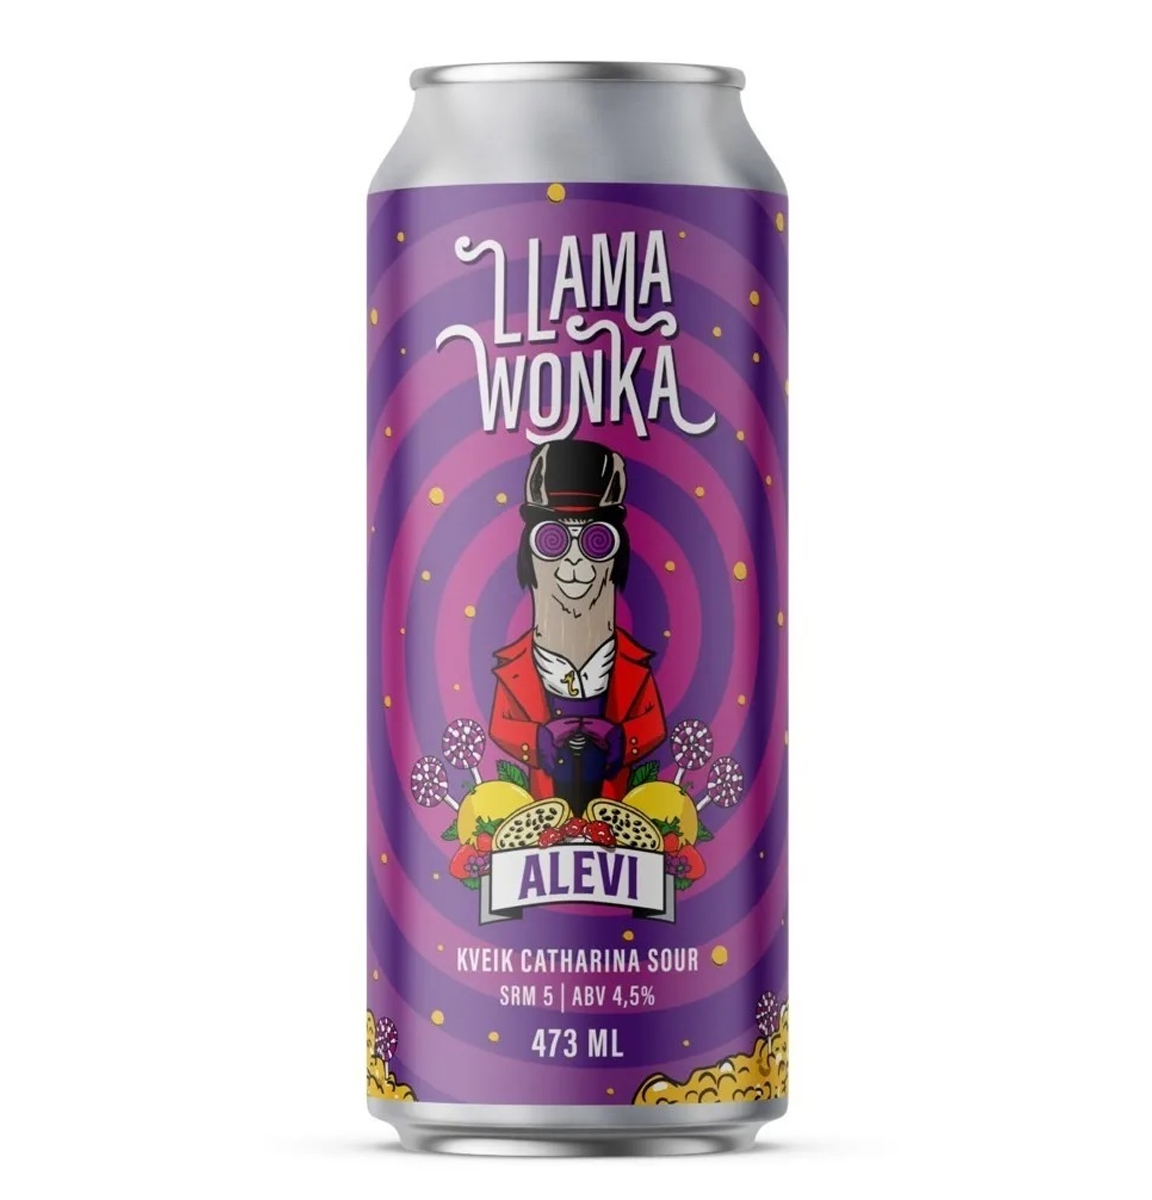 LLAMA
WONKA
ALEVI
KVEIK CATHARINA SOUR
SRM 5 | ABV 4,5%
473 ML